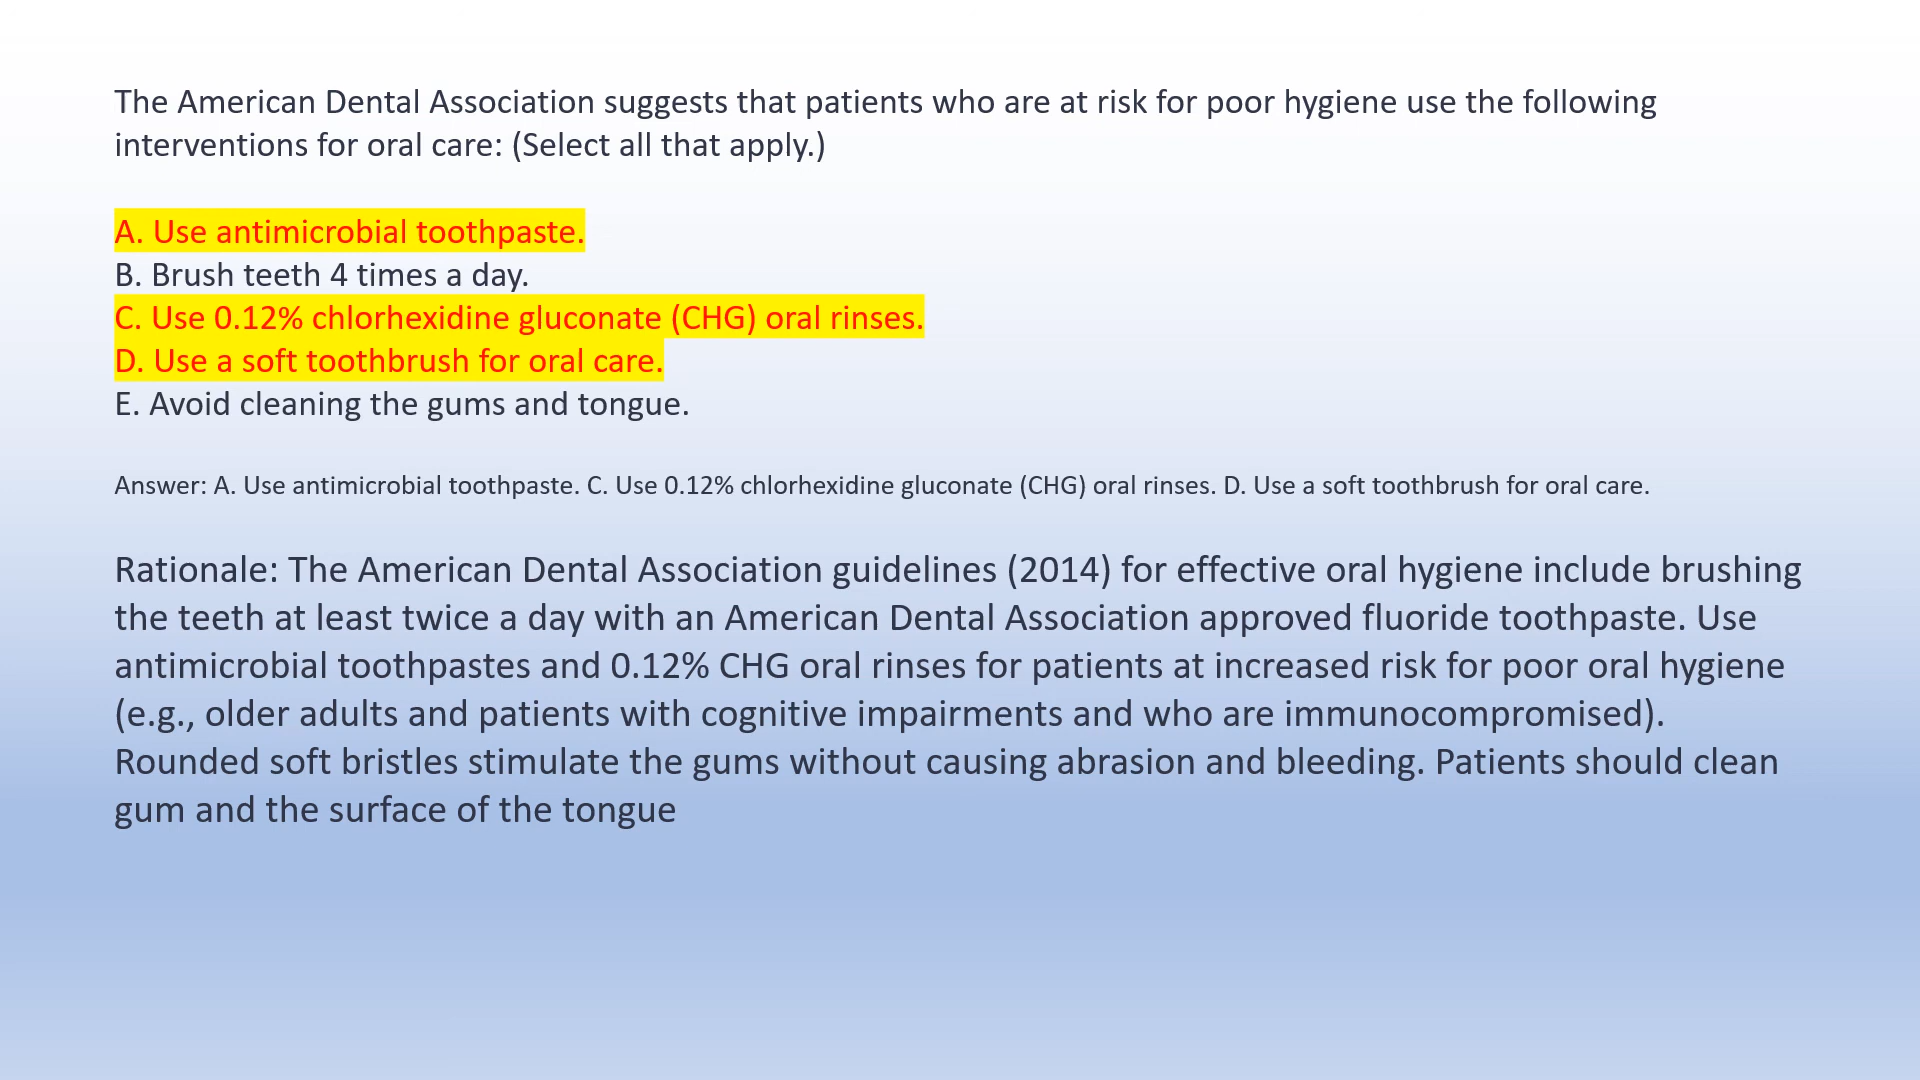 The American Dental Association suggests that patients who are at risk for poor hygiene use the following
interventions for oral care: (Select all that apply.)
A. Use antimicrobial toothpaste.
B. Brush teeth 4 times a day.
C. Use 0.12% chlorhexidine gluconate (CHG) oral rinses.
D. Use a soft toothbrush for oral care.
E. Avoid cleaning the gums and tongue.
Answer: A. Use antimicrobial toothpaste. C. Use 0.12% chlorhexidine gluconate (CHG) oral rinses. D. Use a soft toothbrush for oral care.
Rationale: The American Dental Association guidelines (2014) for effective oral hygiene include brushing
the teeth at least twice a day with an American Dental Association approved fluoride toothpaste. Use
antimicrobial toothpastes and 0.12% CHG oral rinses for patients at increased risk for poor oral hygiene
(e.g., older adults and patients with cognitive impairments and who are immunocompromised).
Rounded soft bristles stimulate the gums without causing abrasion and bleeding. Patients should clean
gum and the surface of the tongue